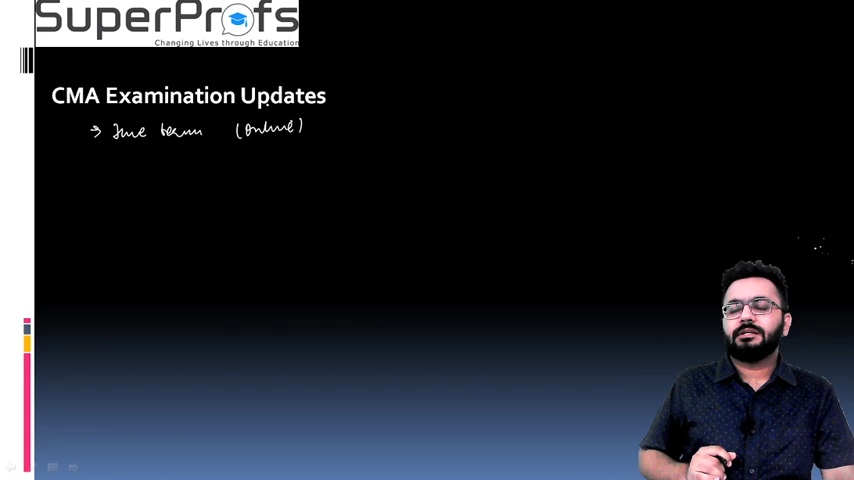 SuperProfs
Changing Lives through Education
CMA Examination Updates
→ June term (online)